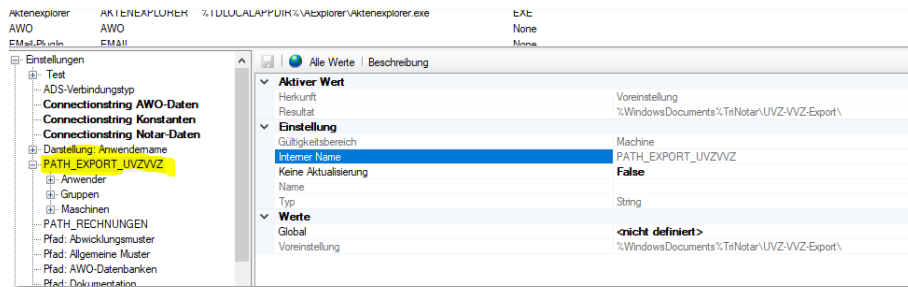 Aktenexplorer AKTENEXPLORER %TDLOCALAPPDIR%\AExplorer\Aktenexplorer.exe EXE
AWO AWO None
EMail-PlugIn EMAIL None
Einstellungen
Test
ADS-Verbindungstyp
Connectionstring AWO-Daten
Connectionstring Konstanten
Connectionstring Notar-Daten
Darstellung: Anwendername
PATH_EXPORT_UVZVVZ
Anwender
Gruppen
Maschinen
PATH_RECHNUNGEN
Pfad: Abwicklungsmuster
Pfad: Allgemeine Muster
Pfad: AWO-Datenbanken
Pfad: Dokumentation
Alle Werte Beschreibung
Aktiver Wert
Herkunft Voreinstellung
Resultat %WindowsDocuments%TriNotar\UVZ-VVZ-Export\
Einstellung
Gültigkeitsbereich Machine
Interner Name PATH_EXPORT_UVZVVZ
Keine Aktualisierung False
Name
Typ String
Werte
Global <nicht definiert>
Voreinstellung %WindowsDocuments%TriNotar\UVZ-VVZ-Export\